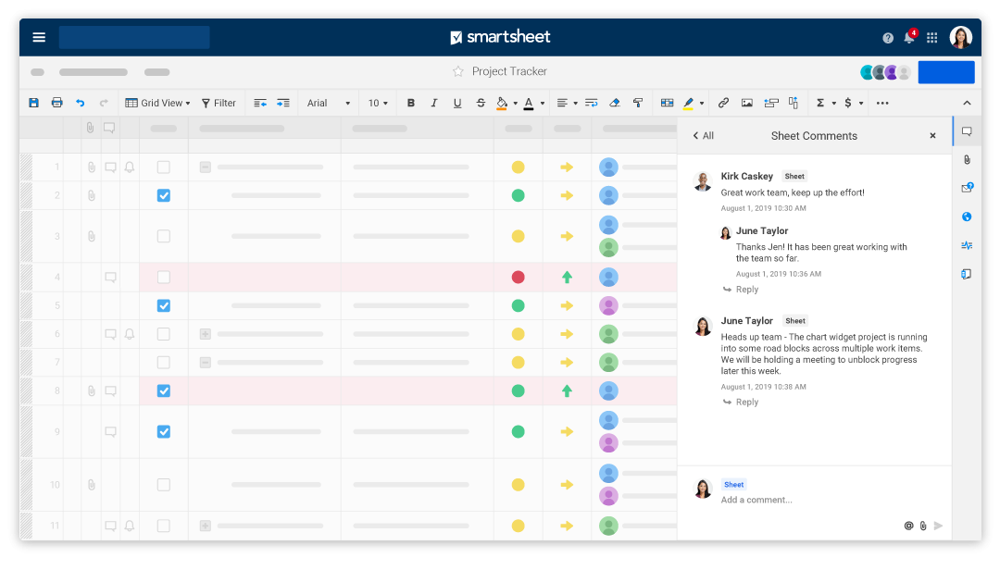 smartsheet
4
Project Tracker
Grid View
Filter
Arial
10
B I U S
A
Σ $
All
Sheet Comments
Kirk Caskey Sheet
Great work team, keep up the effort!
August 1, 2019 10:30 AM
June Taylor
Thanks Jen! It has been great working with
the team so far.
August 1, 2019 10:36 AM
Reply
June Taylor Sheet
Heads up team - The chart widget project is running
into some road blocks across multiple work items.
We will be holding a meeting to unblock progress
later this week.
August 1, 2019 10:38 AM
Reply
Sheet
Add a comment...
1
2
3
4
5
6
7
8
9
10
11